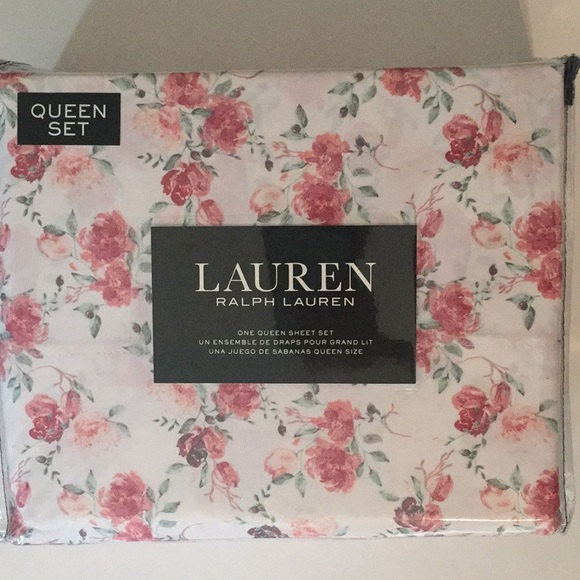 QUEEN
SET
LAUREN
RALPH LAUREN
ONE QUEEN SHEET SET
UN ENSEMBLE DE DRAPS POUR GRAND LIT
UNA JUEGO DE SÁBANAS QUEEN SIZE